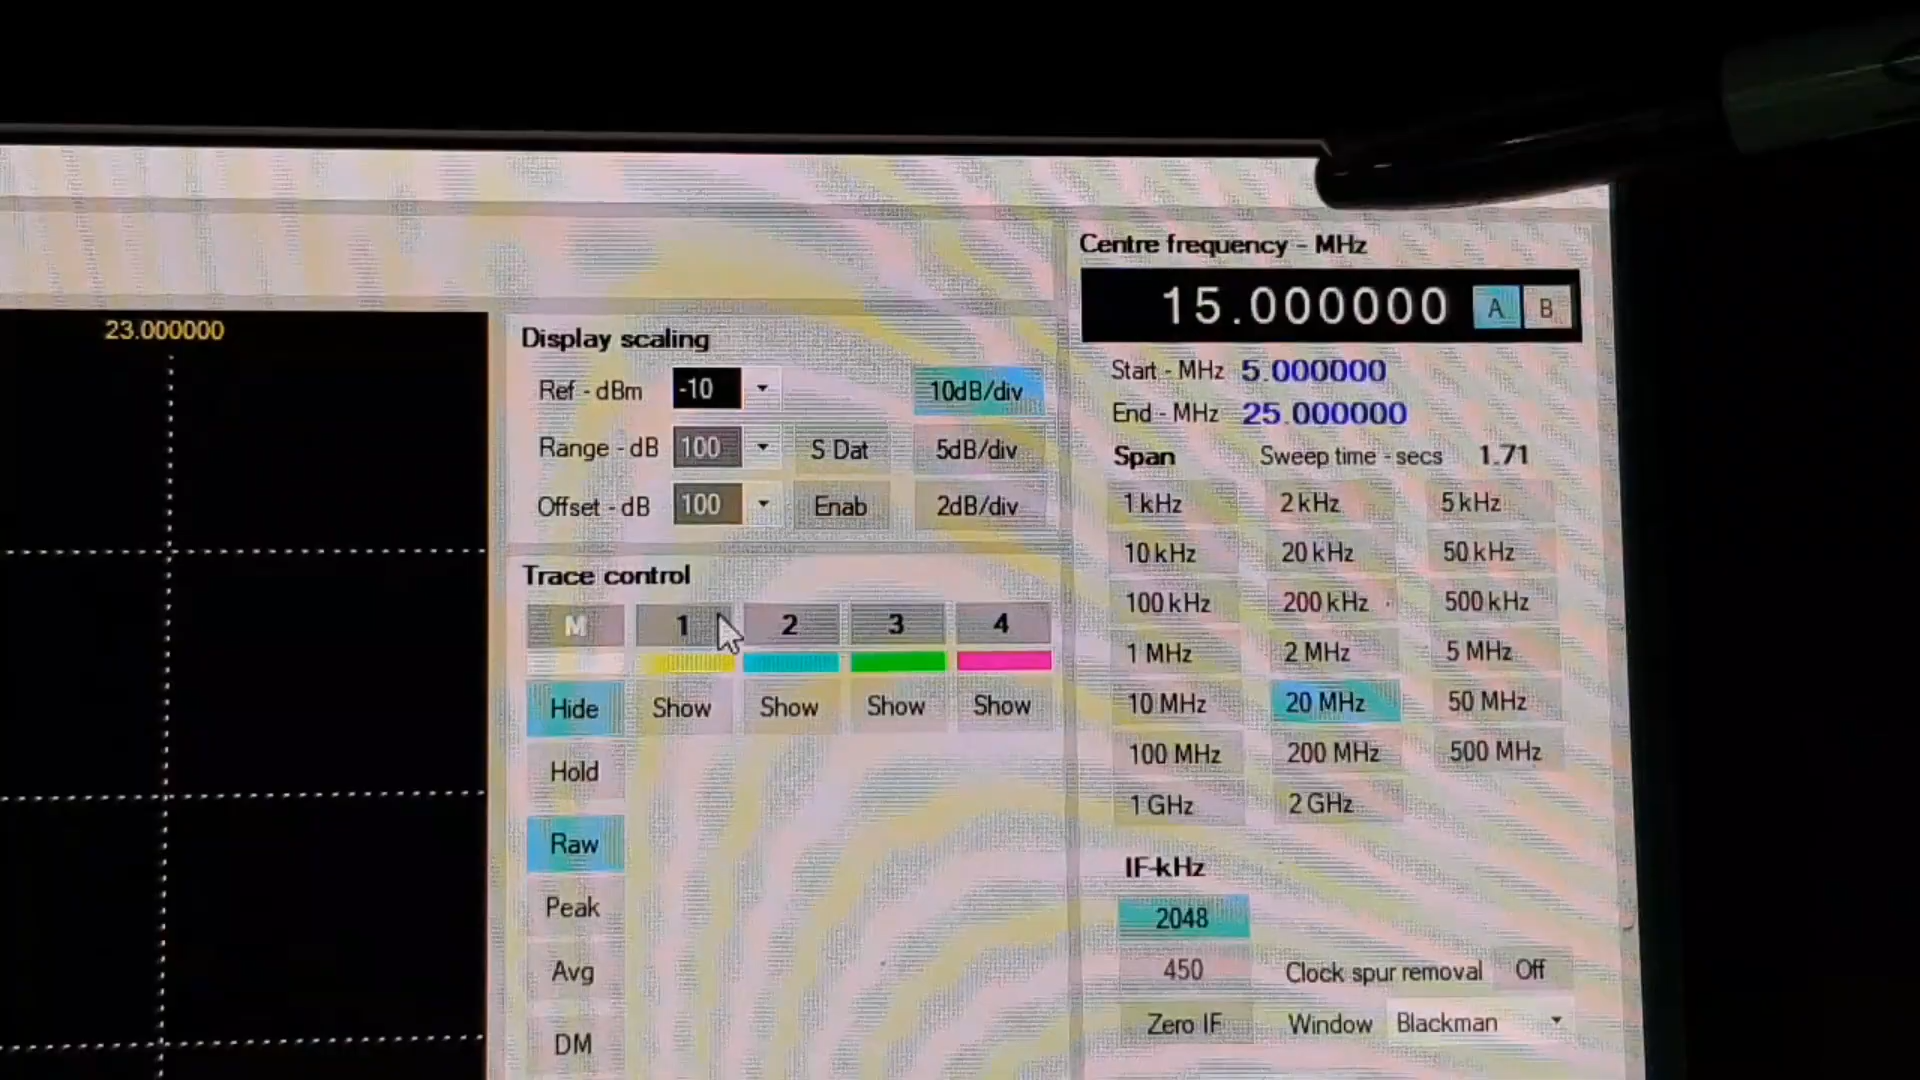 23.000000
Display scaling
Ref - dBm -10 10dB/div
Range - dB 100 S Dat 5dB/div
Offset - dB 100 Enab 2dB/div
Trace control
M 1 2 3 4
Hide Show Show Show Show
Hold
Raw
Peak
Avg
DM
Centre frequency - MHz
15.000000 A B
Start - MHz 5.000000
End - MHz 25.000000
Span Sweep time - secs 1.71
1 kHz 2 kHz 5 kHz
10 kHz 20 kHz 50 kHz
100 kHz 200 kHz 500 kHz
1 MHz 2 MHz 5 MHz
10 MHz 20 MHz 50 MHz
100 MHz 200 MHz 500 MHz
1 GHz 2 GHz
IF-kHz
2048
450 Clock spur removal Off
Zero IF Window Blackman